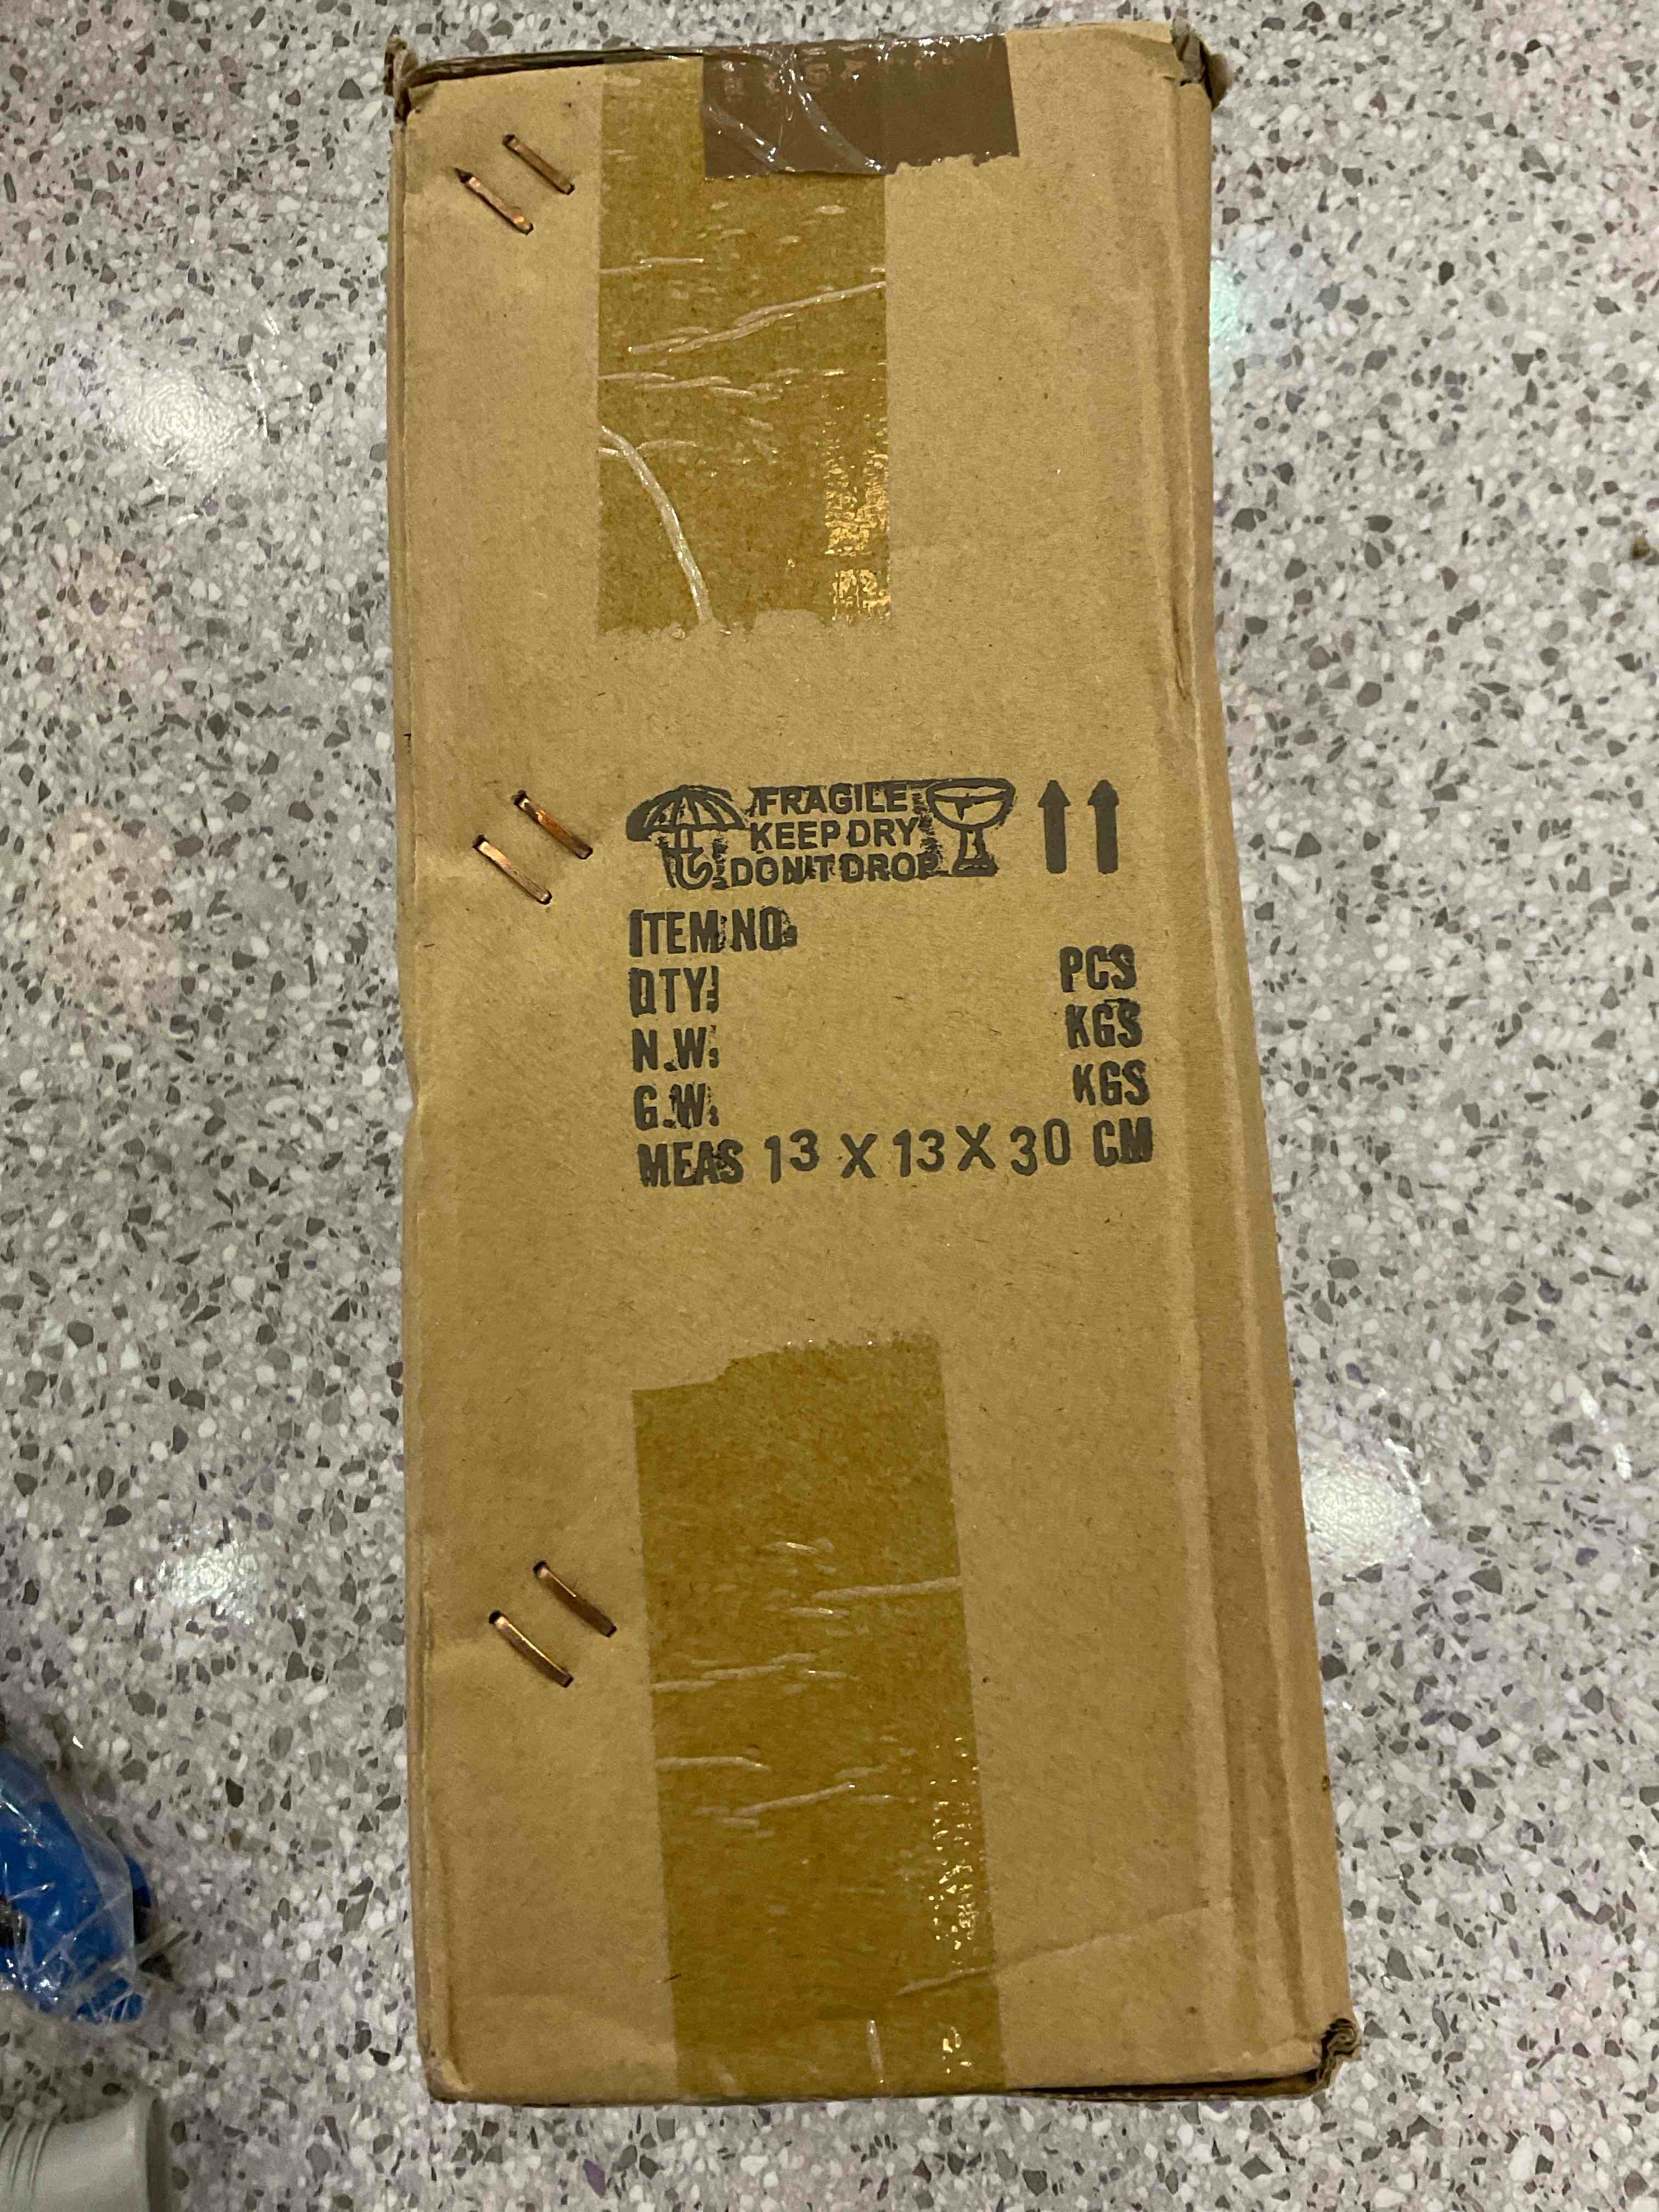 FRAGILE
KEEP DRY
DON'T DROP
ITEM NO.
QTY: PCS
N.W: KGS
G.W: KGS
MEAS 13 X 13 X 30 CM